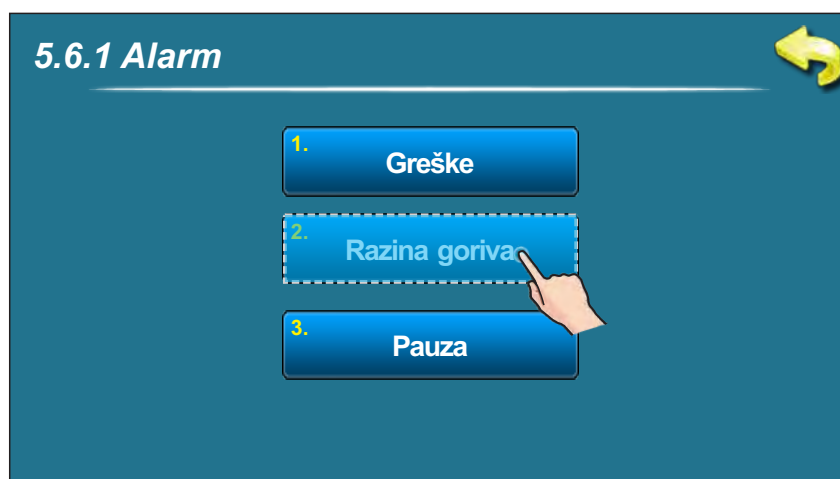 5.6.1 Alarm
1.
Greške
2.
Razina goriva
3.
Pauza